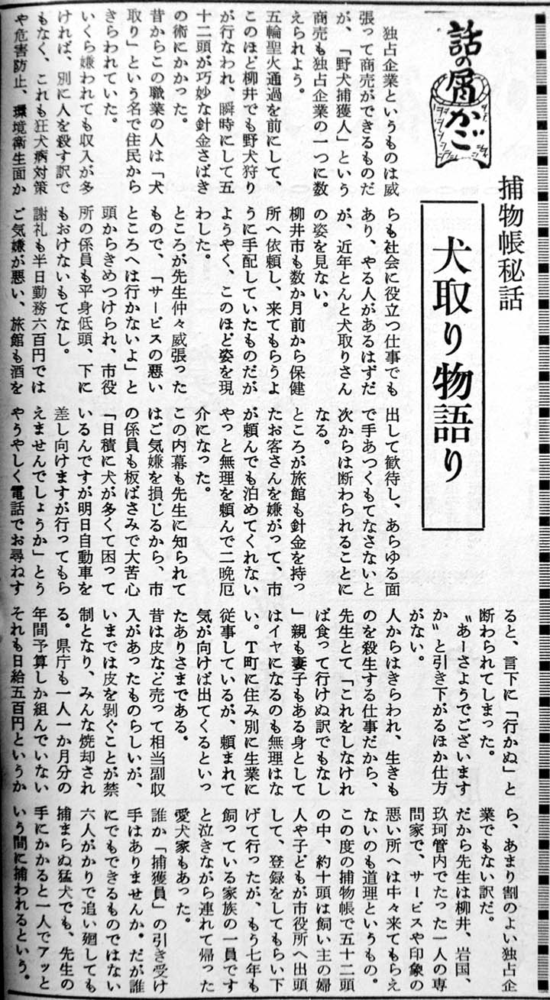 話の屑かご
捕物帳秘話
犬取り物語り
独占企業というものは威
張って商売ができるものだ
が、「野犬捕獲人」という
商売も独占企業の一つに数
えられよう。
五輪聖火通過を前にして、
このほど柳井でも野犬狩り
が行なわれ、瞬時にして五
十二頭が巧妙な針金さばき
の術にかかった。
昔からこの職業の人は「犬
取り」という名で住民から
きらわれていた。
いくら嫌われても収入が多
ければ、別に人を殺す訳で
もなく、これも狂犬病対策
や危害防止、環境衛生面か
らも社会に役立つ仕事でも
あり、やる人があるはずだ
が、近年とんと犬取りさん
の姿を見ない。
柳井市も数か月前から保健
所へ依頼し、来てもらうよ
うに手配していたものだが
ようやく、このほど姿を現
わした。
ところが先生仲々威張った
もので、「サービスの悪い
ところへは行かないよ」と
頭からきめつけられ、市役
所の係員も平身低頭、下に
もおけないもてなし。
謝礼も半日勤務六百円では
ご気嫌が悪い、旅館も酒を
出して歓待し、あらゆる面
で手あつくもてなさないと
次からは断わられることに
なる。
ところが旅館も針金を持っ
たお客さんを嫌がって、市
が頼んでも泊めてくれない
やっと無理を頼んで二晩厄
介になった。
この内幕も先生に知られて
はご気嫌を損じるから、市
の係員も板ばさみで大苦心
「日積に犬が多くて困って
いるんですが明日自動車を
差し向けますが行ってもら
えませんでしょうか」とう
やうやしく電話でお尋ねす
ると、言下に「行かぬ」と
断わられてしまった。
〝あーさようでございます
か〟と引き下がるほか仕方
がない。
人からはきらわれ、生きも
のを殺生する仕事だから、
先生とて「これをしなけれ
ば食って行けぬ訳でもなし
」親も妻子もある身として
はイヤになるのも無理はな
い。T町に住み別に生業に
従事しているが、頼まれて
気が向けば出てくるといっ
たありさまである。
昔は皮など売って相当副収
入があったものらしいが、
いまでは皮を剥ぐことが禁
制となり、みんな焼却され
る。県庁も一人一か月分の
年間予算しか組んでいない
それも日給五百円というか
ら、あまり割のよい独占企
業でもない訳だ。
だから先生は柳井、岩国、
玖珂管内でたった一人の専
問家で、サービスや印象の
悪い所へは中々来てもらえ
ないのも道理というもの。
この度の捕物帳で五十二頭
の中、約十頭は飼い主の婦
人や子どもが市役所へ出頭
して、登録をしてもらい下
げて行ったが、もう七年も
飼っている家族の一員です
と泣きながら連れて帰った
愛犬家もあった。
誰か「捕獲員」の引き受け
手はありませんか。だが誰
にでもできるものではない
六人がかりで追い廻しても
捕まらぬ猛犬でも、先生の
手にかかると一人でアッと
いう間に捕われるという。